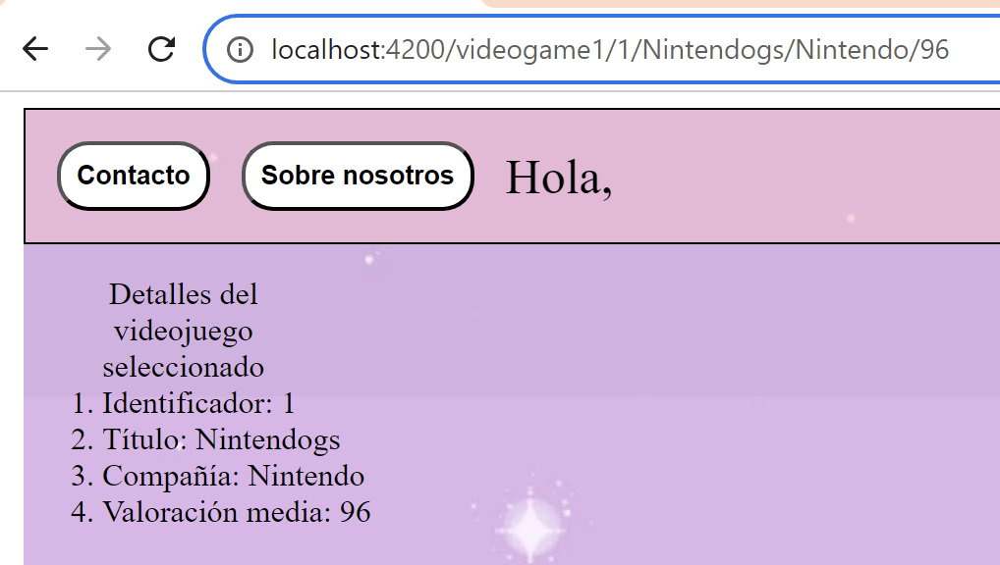 localhost:4200/videogame1/1/Nintendogs/Nintendo/96
Contacto Sobre nosotros Hola,
Detalles del
videojuego
seleccionado
1. Identificador: 1
2. Título: Nintendogs
3. Compañía: Nintendo
4. Valoración media: 96